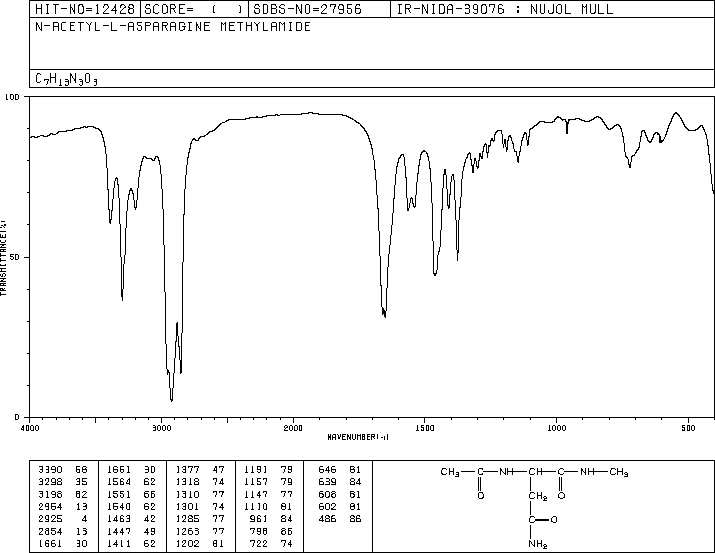 HIT-NO=12428 SCORE= ( ) SDBS-NO=27956 IR-NIDA-39076 : NUJOL MULL
N-ACETYL-L-ASPARAGINE METHYLAMIDE
C7H13N3O3
100
50
0
TRANSMITTANCE(%)
4000 3000 2000 1500 1000 500
WAVENUMBER(-1)
3390 1661 30 1377 47 1191 79 646 81
3298 35 1564 62 1318 74 1157 79 639 84
3198 62 1551 66 1310 77 1147 77 608 81
2954 13 1540 62 1301 74 1110 81 602 81
2925 4 1463 42 1285 77 961 84 486 86
2854 13 1447 49 1263 77 798 86
1661 30 1411 62 1202 81 722 74
CH3 C NH CH C NH CH3
O CH2 O
C O
NH2